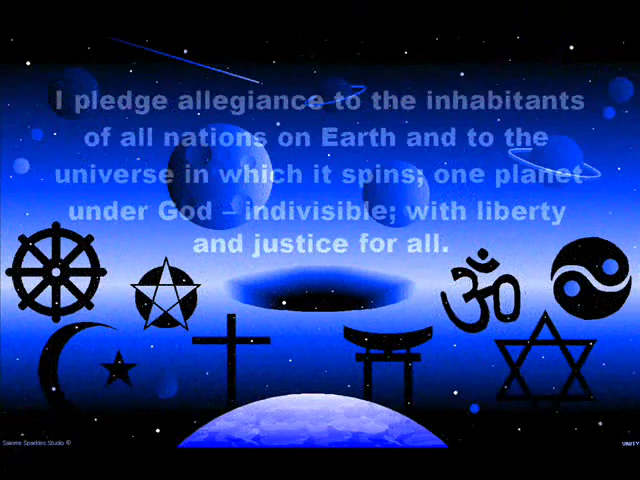 I pledge allegiance to the inhabitants
of all nations on Earth and to the
universe in which it spins; one planet
under God – indivisible; with liberty
and justice for all.
Sainne Sparkles Studio ©
UNITY